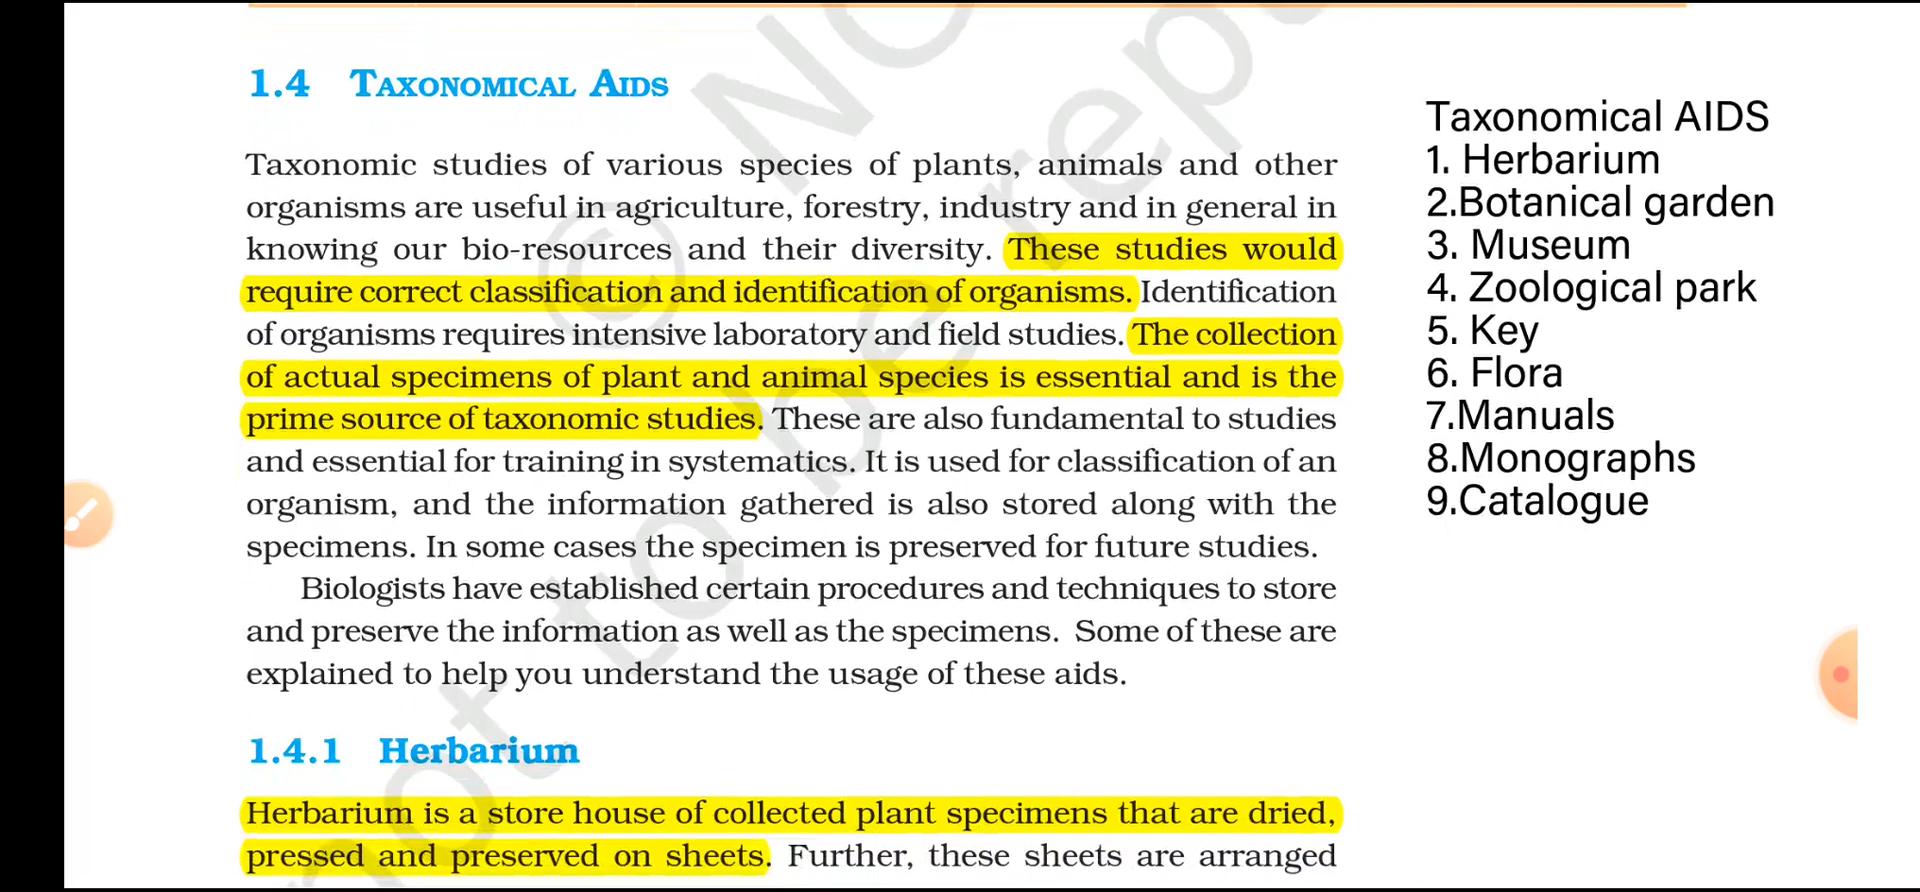 1.4 TAXONOMICAL AIDS
Taxonomic studies of various species of plants, animals and other
organisms are useful in agriculture, forestry, industry and in general in
knowing our bio-resources and their diversity. These studies would
require correct classification and identification of organisms. Identification
of organisms requires intensive laboratory and field studies. The collection
of actual specimens of plant and animal species is essential and is the
prime source of taxonomic studies. These are also fundamental to studies
and essential for training in systematics. It is used for classification of an
organism, and the information gathered is also stored along with the
specimens. In some cases the specimen is preserved for future studies.
Biologists have established certain procedures and techniques to store
and preserve the information as well as the specimens. Some of these are
explained to help you understand the usage of these aids.
1.4.1 Herbarium
Herbarium is a store house of collected plant specimens that are dried,
pressed and preserved on sheets. Further, these sheets are arranged
Taxonomical AIDS
1. Herbarium
2.Botanical garden
3. Museum
4. Zoological park
5. Key
6. Flora
7.Manuals
8.Monographs
9.Catalogue
© NC
not to be rep